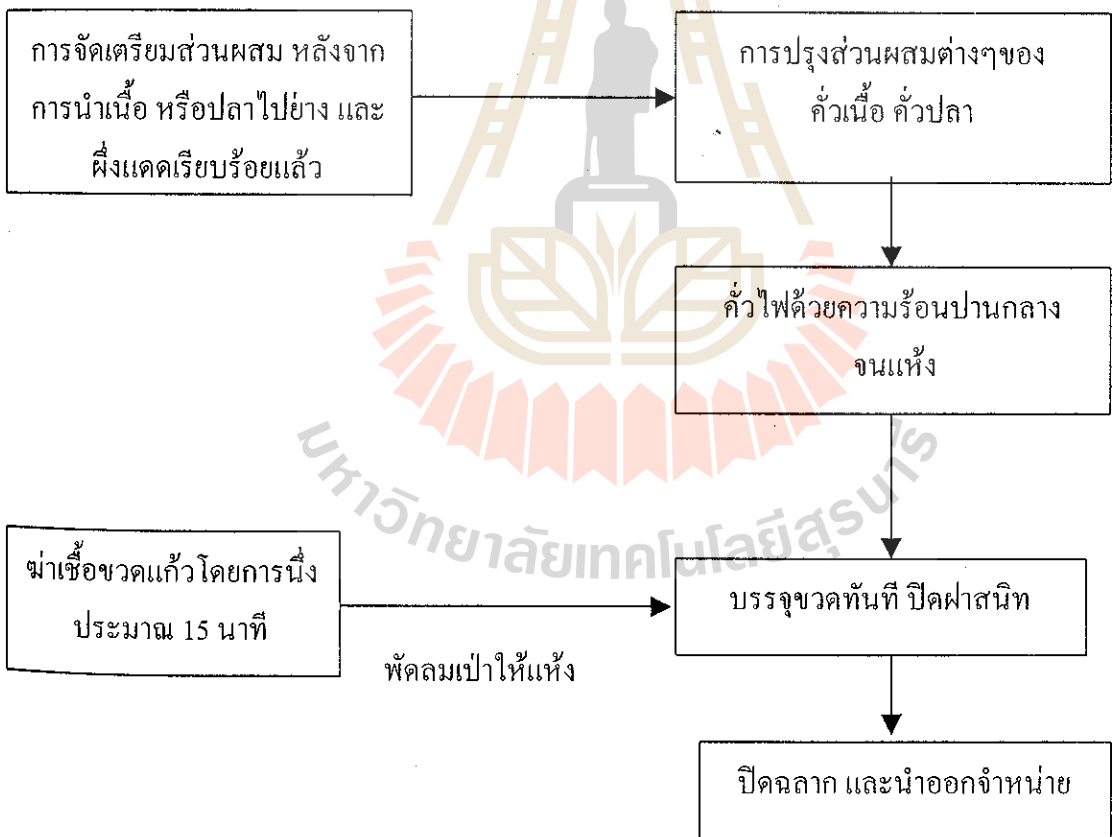 การจัดเตรียมส่วนผสม หลังจาก
การนำเนื้อ หรือปลาไปย่าง และ
ผึ่งแดดเรียบร้อยแล้ว
การปรุงส่วนผสมต่างๆของ
คั่วเนื้อ คั่วปลา
คั่วไฟด้วยความร้อนปานกลาง
จนแห้ง
ฆ่าเชื้อขวดแก้วโดยการนึ่ง
ประมาณ 15 นาที
พัดลมเป่าให้แห้ง
บรรจุขวดทันที ปิดฝาสนิท
ปิดฉลาก และนำออกจำหน่าย
มหาวิทยาลัยเทคโนโลยีสุรนารี